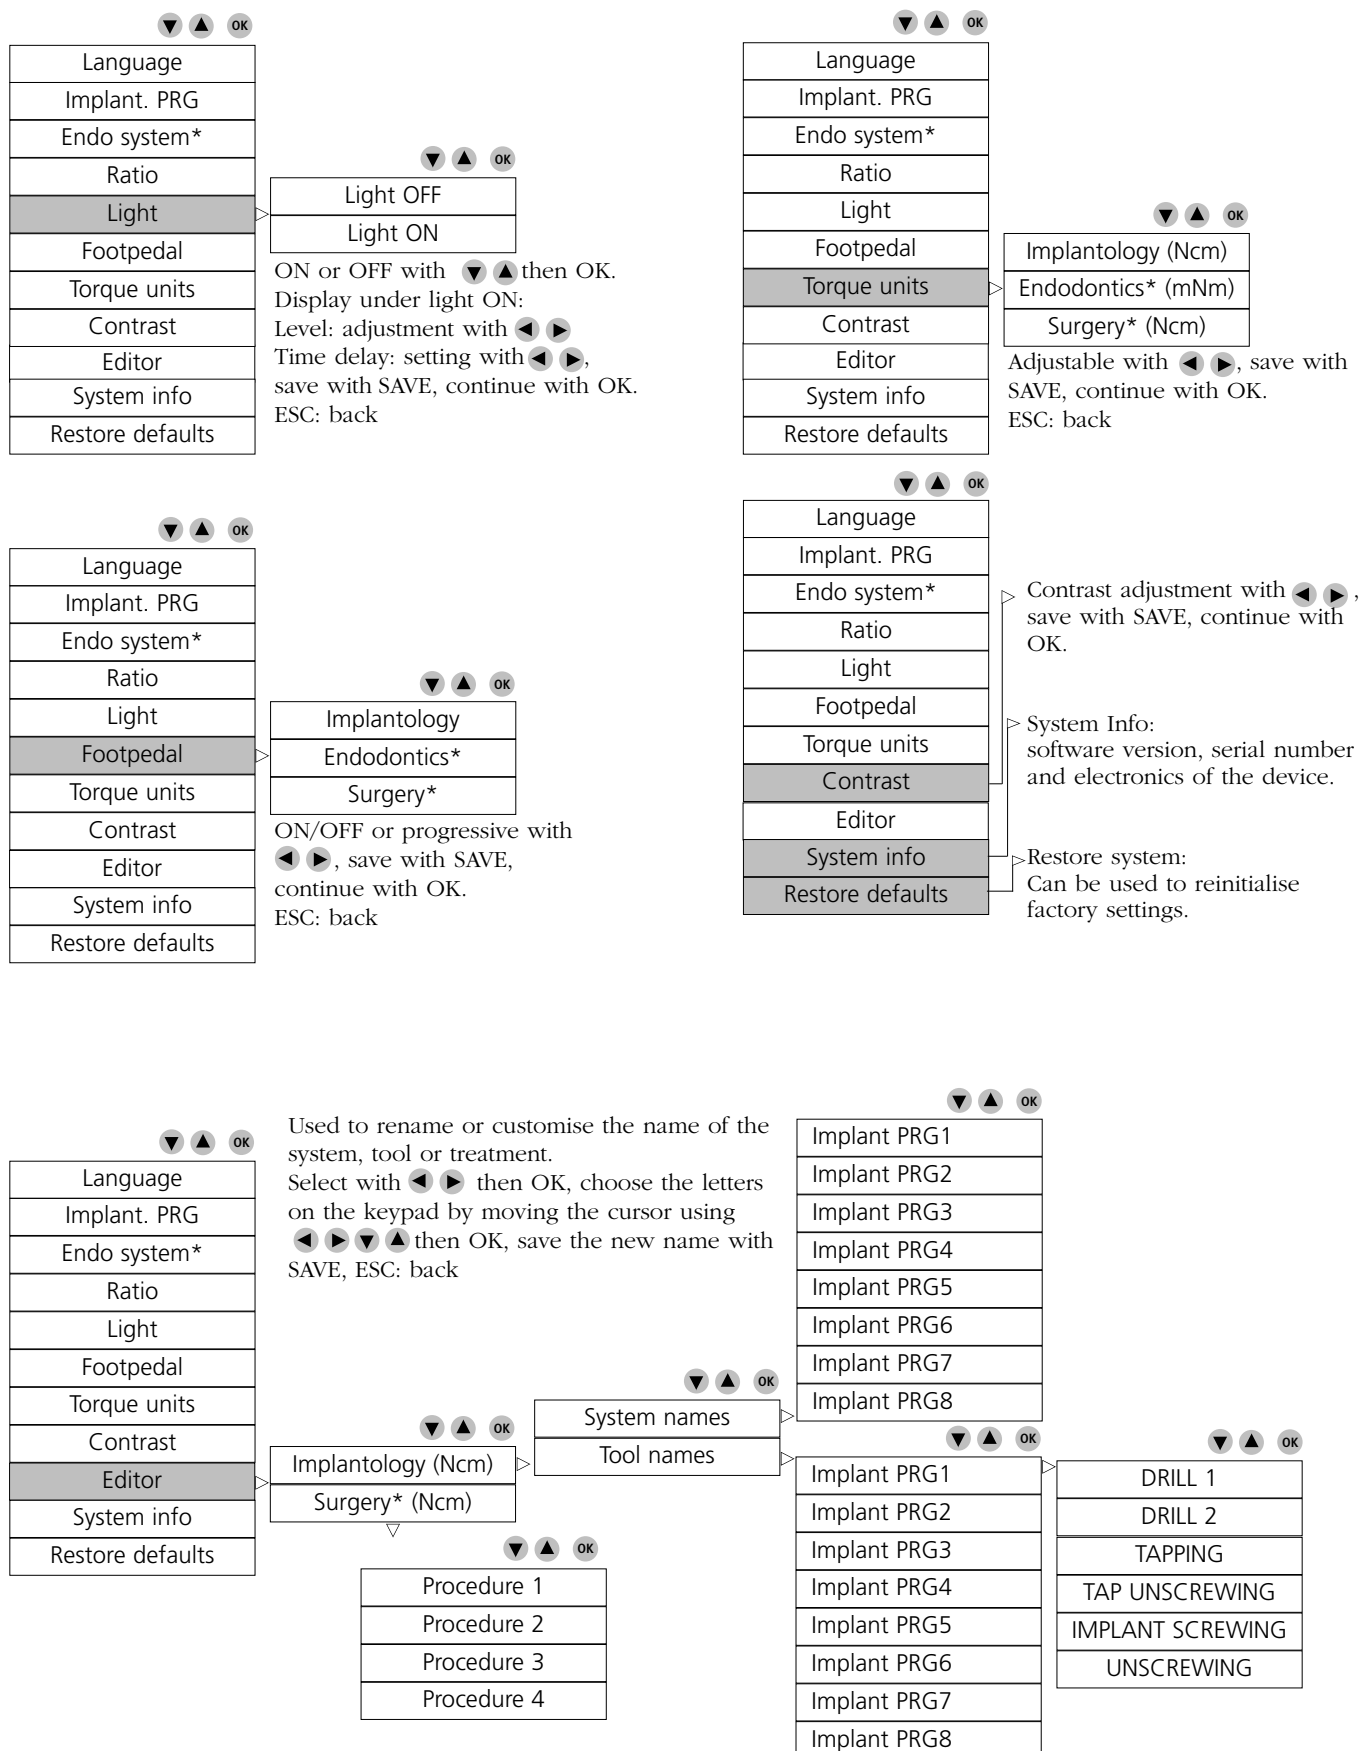 OK
Language
Implant. PRG
Endo system*
Ratio
Light
Footpedal
Torque units
Contrast
Editor
System info
Restore defaults
OK
Light OFF
Light ON
ON or OFF with ▼ ▲ then OK.
Display under light ON:
Level: adjustment with ◀ ▶
Time delay: setting with ◀ ▶,
save with SAVE, continue with OK.
ESC: back
OK
Language
Implant. PRG
Endo system*
Ratio
Light
Footpedal
Torque units
Contrast
Editor
System info
Restore defaults
OK
Implantology (Ncm)
Endodontics* (mNm)
Surgery* (Ncm)
Adjustable with ◀ ▶, save with
SAVE, continue with OK.
ESC: back
OK
Language
Implant. PRG
Endo system*
Ratio
Light
Footpedal
Torque units
Contrast
Editor
System info
Restore defaults
OK
Implantology
Endodontics*
Surgery*
ON/OFF or progressive with
◀ ▶, save with SAVE,
continue with OK.
ESC: back
OK
Language
Implant. PRG
Endo system*
Ratio
Light
Footpedal
Torque units
Contrast
Editor
System info
Restore defaults
Contrast adjustment with ◀ ▶ ,
save with SAVE, continue with
OK.
System Info:
software version, serial number
and electronics of the device.
Restore system:
Can be used to reinitialise
factory settings.
OK
Language
Implant. PRG
Endo system*
Ratio
Light
Footpedal
Torque units
Contrast
Editor
System info
Restore defaults
Used to rename or customise the name of the
system, tool or treatment.
Select with ◀ ▶ then OK, choose the letters
on the keypad by moving the cursor using
◀ ▶ ▼ ▲ then OK, save the new name with
SAVE, ESC: back
OK
Implantology (Ncm)
Surgery* (Ncm)
OK
Procedure 1
Procedure 2
Procedure 3
Procedure 4
OK
System names
Tool names
OK
Implant PRG1
Implant PRG2
Implant PRG3
Implant PRG4
Implant PRG5
Implant PRG6
Implant PRG7
Implant PRG8
OK
Implant PRG1
Implant PRG2
Implant PRG3
Implant PRG4
Implant PRG5
Implant PRG6
Implant PRG7
Implant PRG8
OK
DRILL 1
DRILL 2
TAPPING
TAP UNSCREWING
IMPLANT SCREWING
UNSCREWING